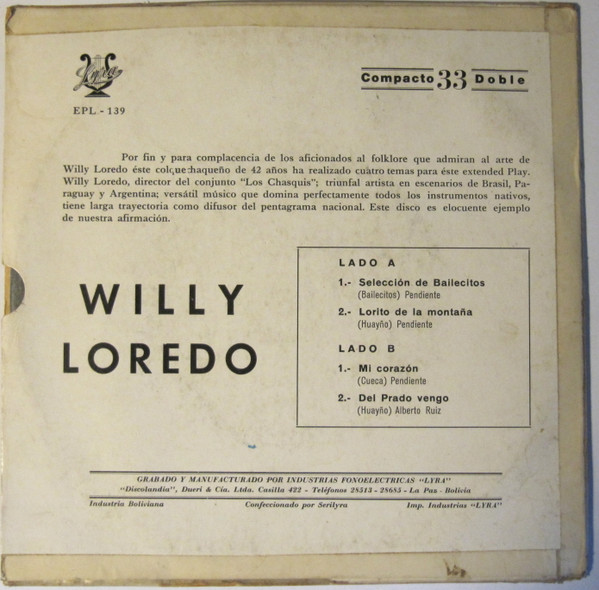 Lyra
EPL - 139
Compacto 33 Doble
Por fin y para complacencia de los aficionados al folklore que admiran al arte de
Willy Loredo éste colque:haqueño de 42 años ha realizado cuatro temas para éste extended Play.
Willy Loredo, director del conjunto "Los Chasquis"; triunfal artista en escenarios de Brasil, Pa-
raguay y Argentina; versátil músico que domina perfectamente todos los instrumentos nativos,
tiene larga trayectoria como difusor del pentagrama nacional. Este disco es elocuente ejemplo
de nuestra afirmación.
WILLY
LOREDO
LADO A
1.- Selección de Bailecitos
(Bailecitos) Pendiente
2.- Lorito de la montaña
(Huayño) Pendiente
LADO B
1.- Mi corazón
(Cueca) Pendiente
2.- Del Prado vengo
(Huayño) Alberto Ruiz
GRABADO Y MANUFACTURADO POR INDUSTRIAS FONOELECTRICAS "LYRA"
"Discolandia", Dueri & Cía. Ltda. Casilla 422 - Teléfonos 28513 - 28685 - La Paz - Bolivia
Industria Boliviana Confeccionado por Serilyra Imp. Industrias "LYRA"